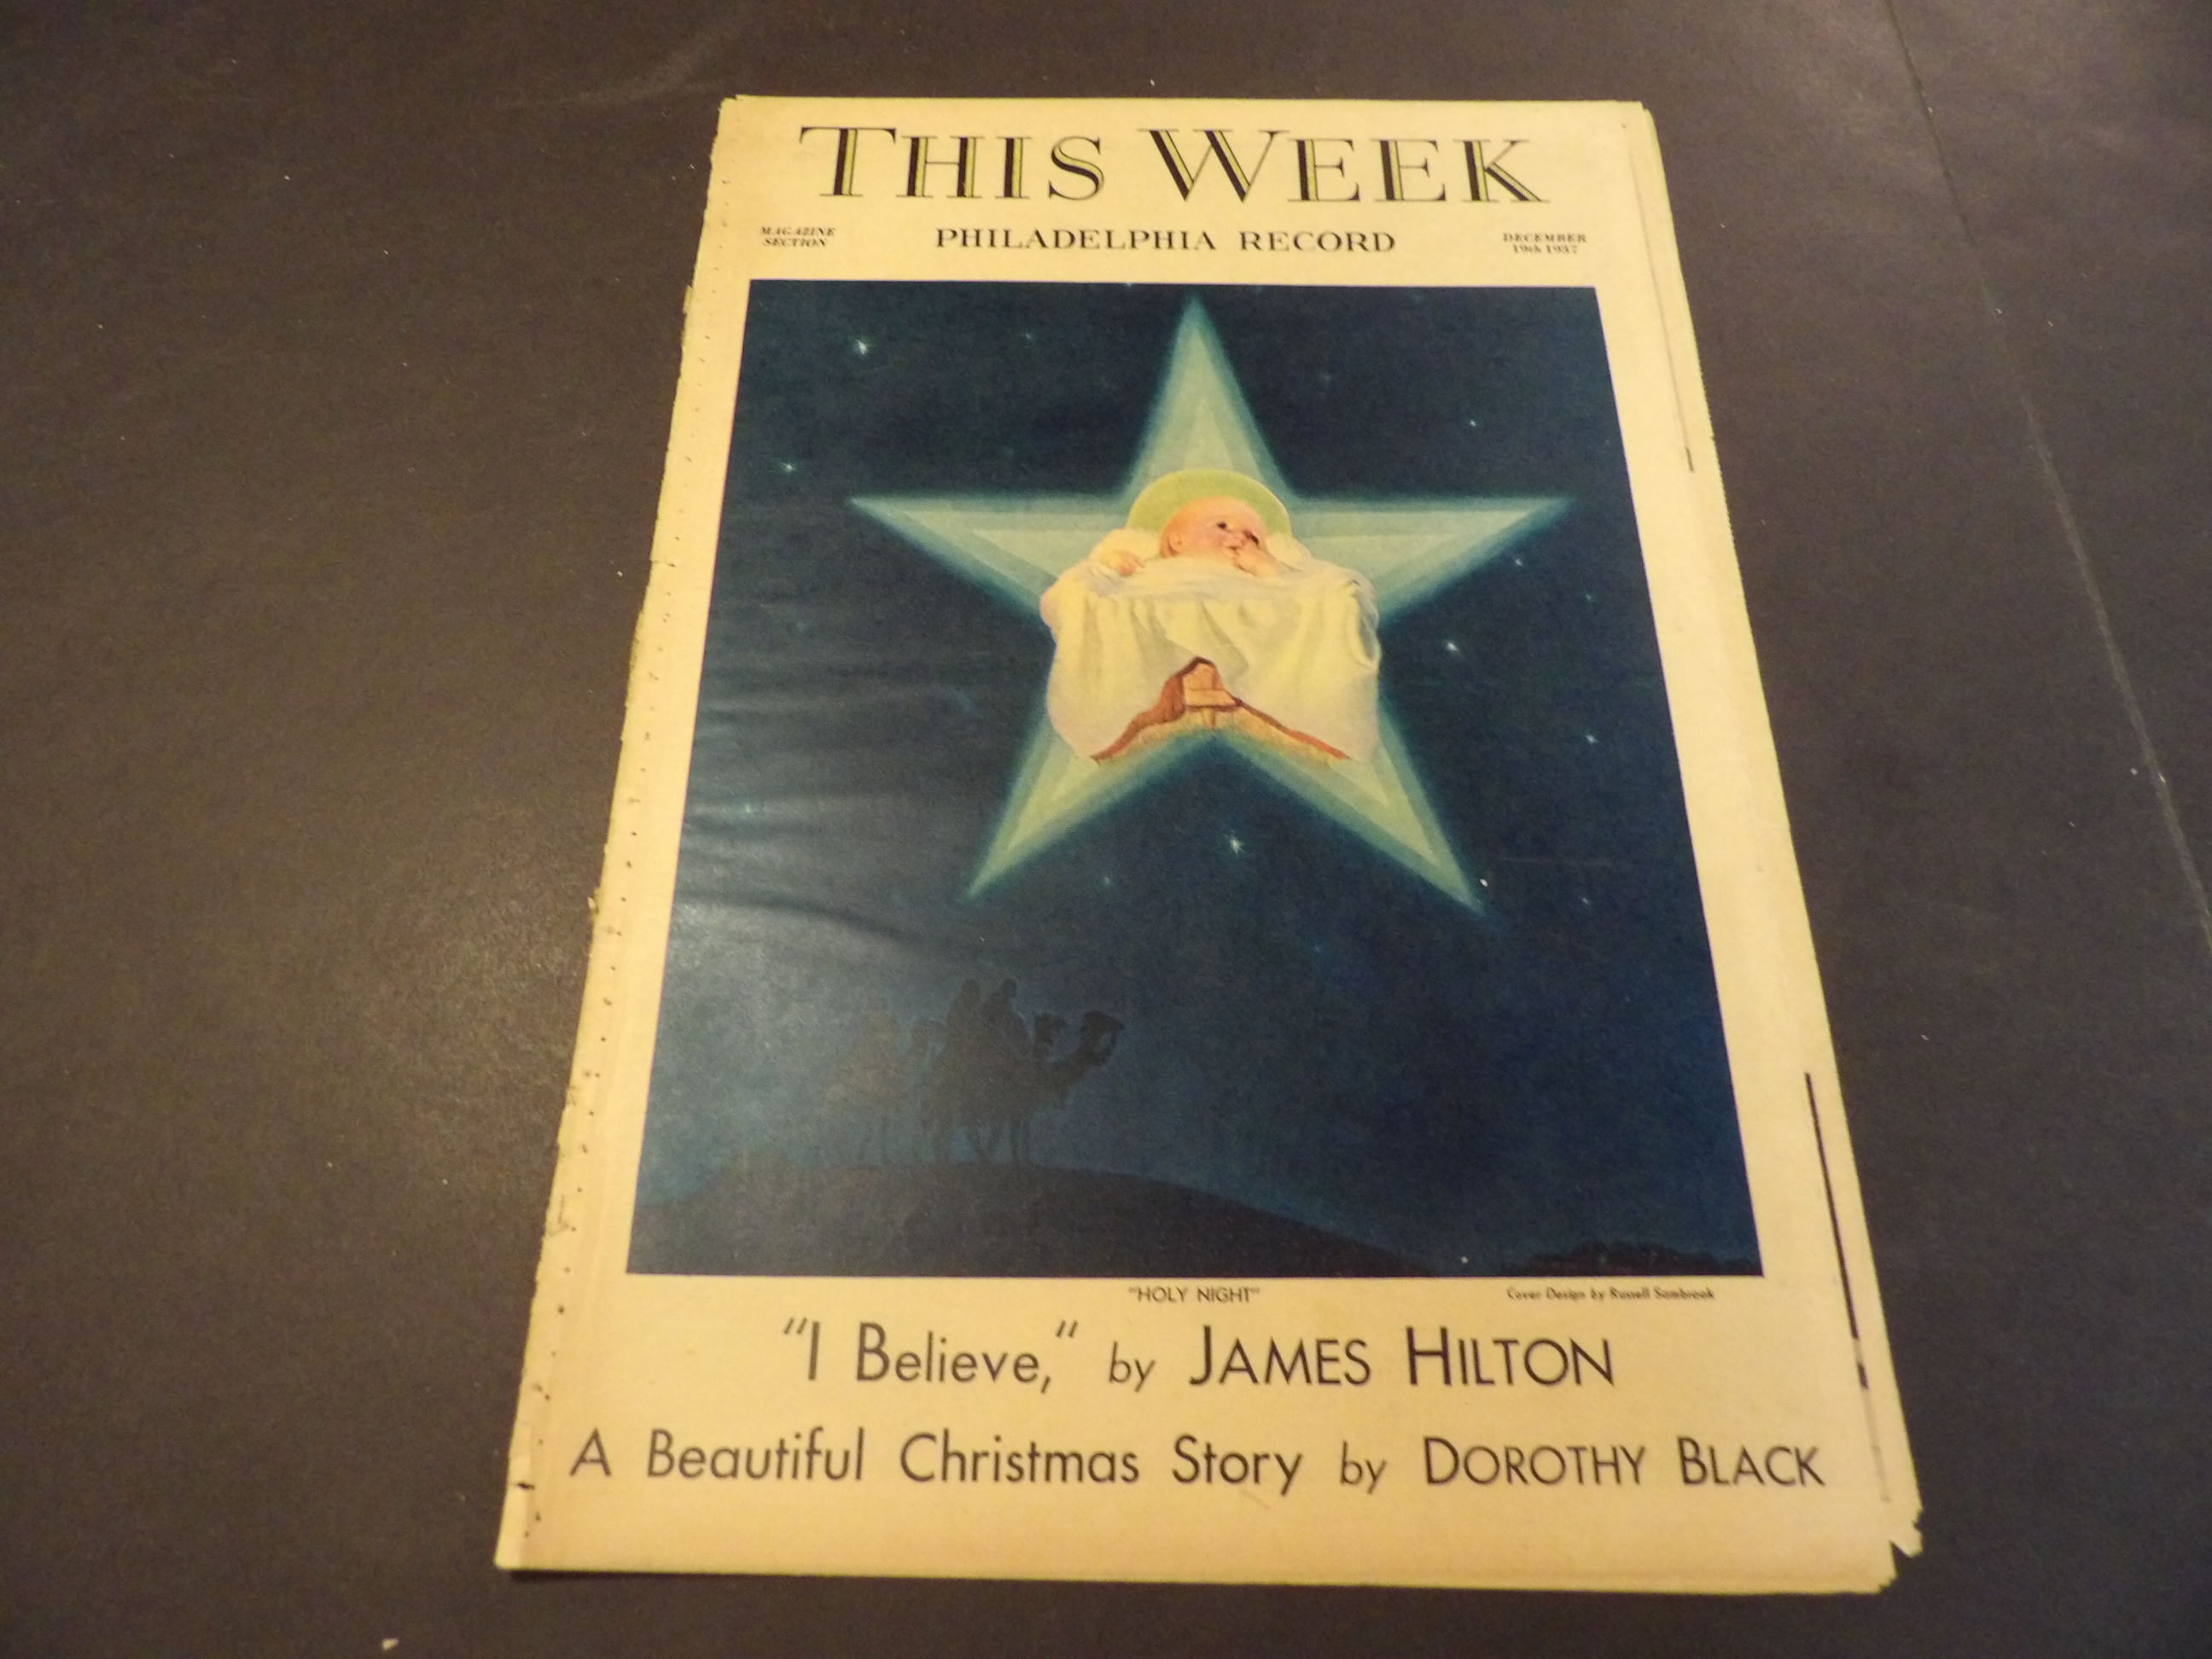 THIS WEEK
MAGAZINE
SECTION
PHILADELPHIA RECORD
DECEMBER
19th 1937
"HOLY NIGHT"
Cover Design by Russell Sambrook
"I Believe," by JAMES HILTON
A Beautiful Christmas Story by DOROTHY BLACK